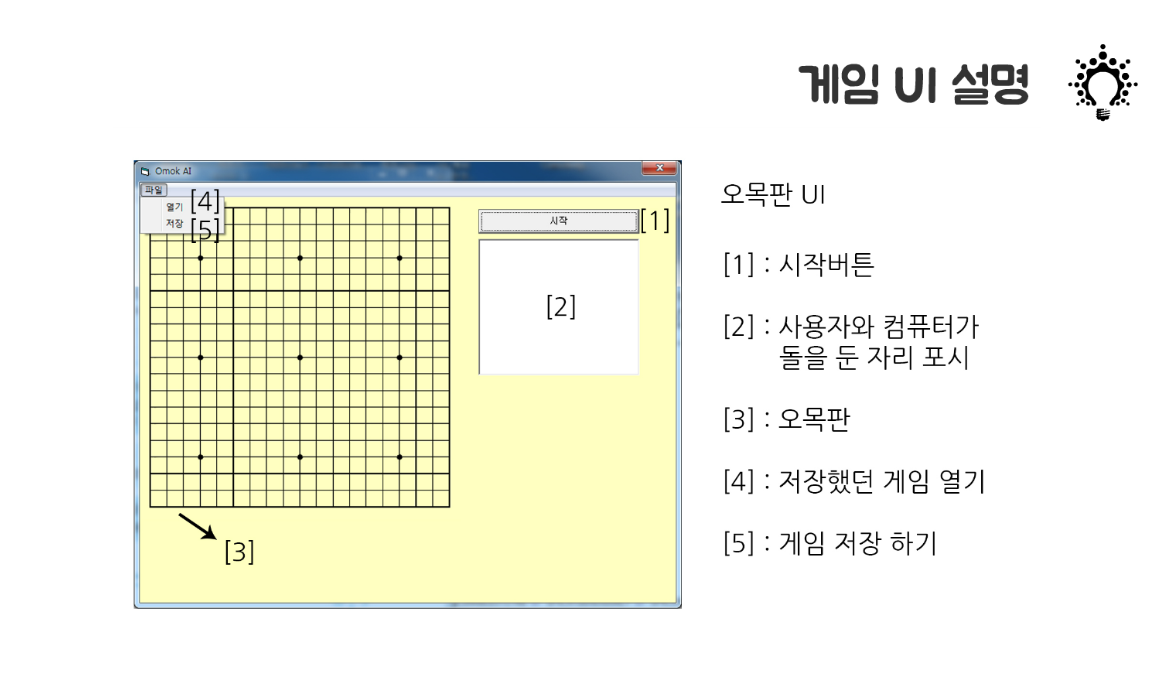 게임 UI 설명
Omok AI
파일
열기 [4]
저장 [5]
시작 [1]
[2]
[3]
오목판 UI
[1] : 시작버튼
[2] : 사용자와 컴퓨터가
돌을 둔 자리 포시
[3] : 오목판
[4] : 저장했던 게임 열기
[5] : 게임 저장 하기